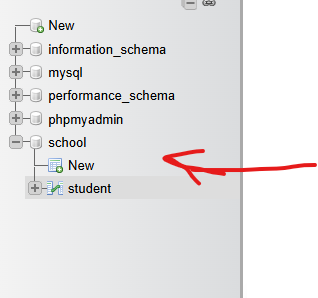 New
information_schema
mysql
performance_schema
phpmyadmin
school
New
student